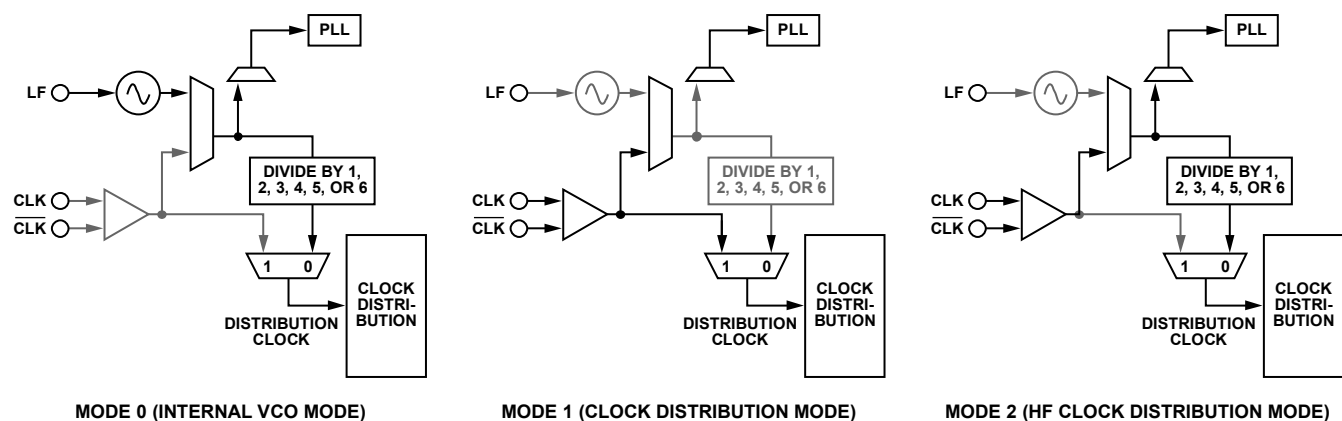 PLL
LF
CLK
CLK
DIVIDE BY 1,
2, 3, 4, 5, OR 6
1 0
CLOCK
DISTRI-
BUTION
DISTRIBUTION
CLOCK
MODE 0 (INTERNAL VCO MODE)
PLL
LF
CLK
CLK
DIVIDE BY 1,
2, 3, 4, 5, OR 6
1 0
CLOCK
DISTRI-
BUTION
DISTRIBUTION
CLOCK
MODE 1 (CLOCK DISTRIBUTION MODE)
PLL
LF
CLK
CLK
DIVIDE BY 1,
2, 3, 4, 5, OR 6
1 0
CLOCK
DISTRI-
BUTION
DISTRIBUTION
CLOCK
MODE 2 (HF CLOCK DISTRIBUTION MODE)